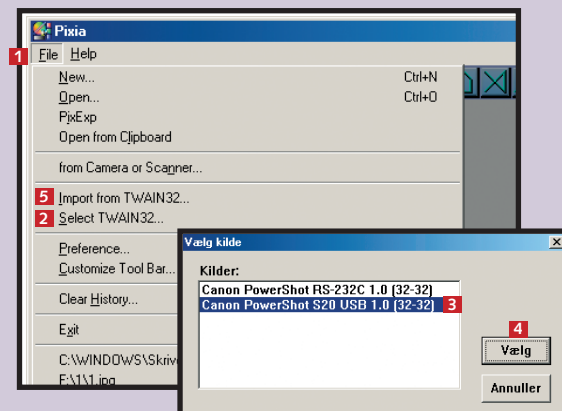 Pixia
1 File Help
New... Ctrl+N
Open... Ctrl+O
PixExp
Open from Clipboard
from Camera or Scanner...
5 Import from TWAIN32...
2 Select TWAIN32...
Preference...
Customize Tool Bar...
Clear History...
Exit
C:\WINDOWS\Skriv
F:\1\1.jpg
Vælg kilde
Kilder:
Canon PowerShot RS-232C 1.0 (32-32)
Canon PowerShot S20 USB 1.0 (32-32) 3
4
Vælg
Annuller